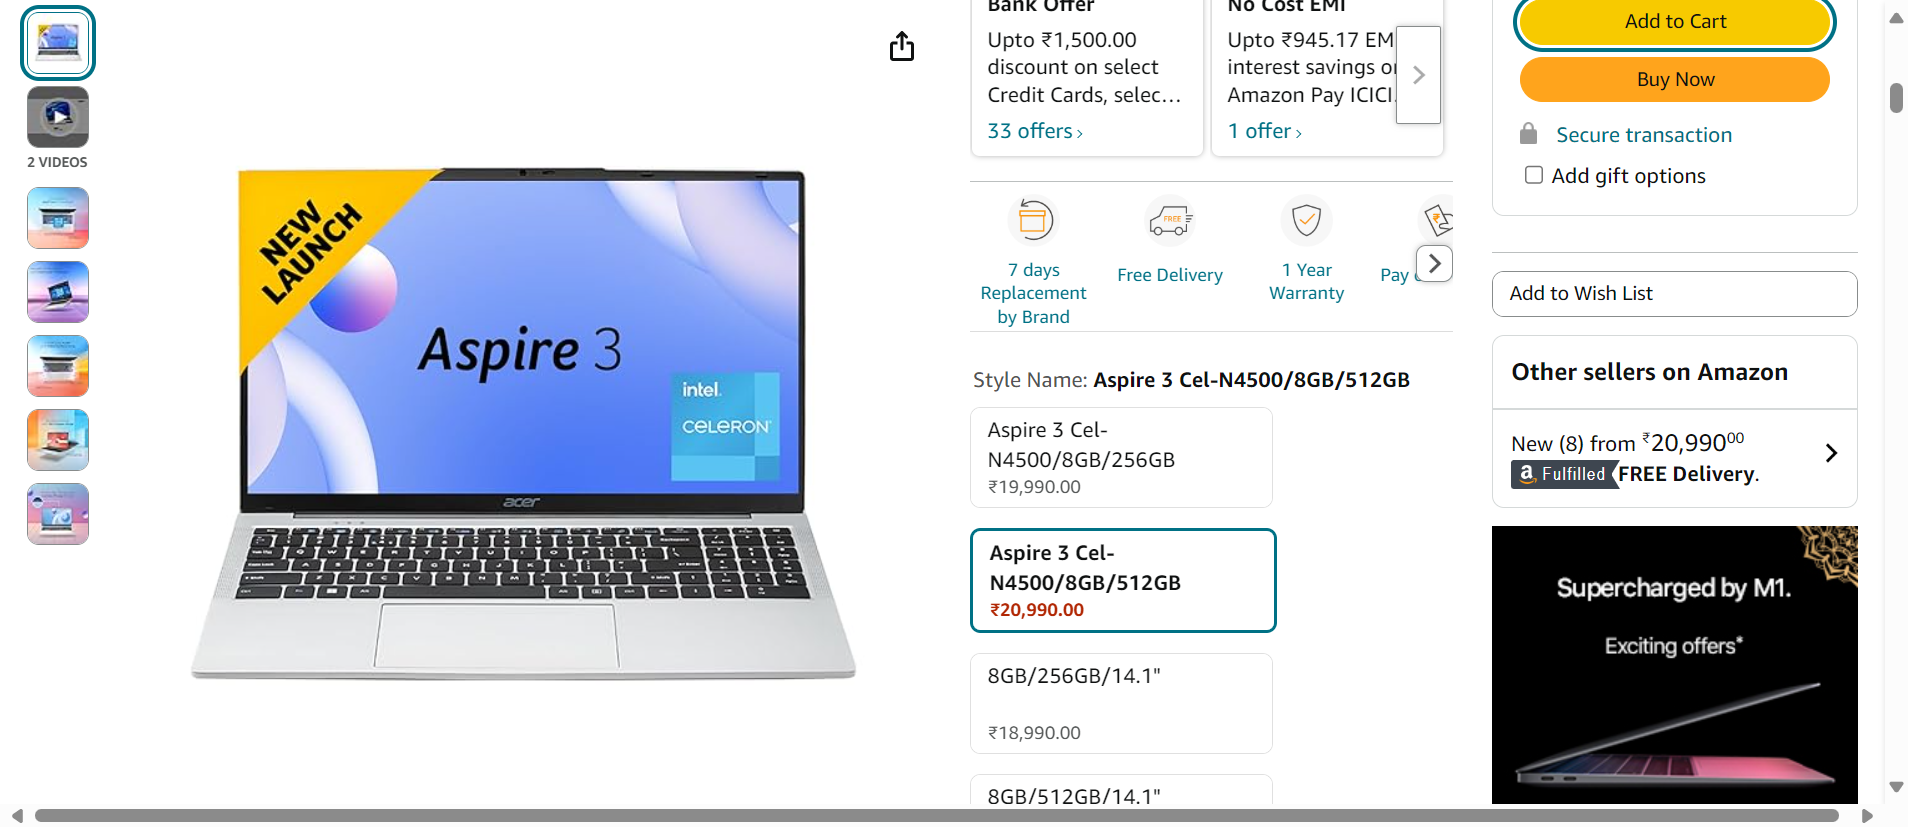 2 VIDEOS
NEW
LAUNCH
Aspire 3
intel.
CELERON
acer
Bank Offer
Upto ₹1,500.00
discount on select
Credit Cards, selec...
33 offers ›
No Cost EMI
Upto ₹945.17 EM
interest savings o
Amazon Pay ICICI
1 offer ›
7 days
Replacement
by Brand
FREE
Free Delivery
1 Year
Warranty
Pay
Style Name: Aspire 3 Cel-N4500/8GB/512GB
Aspire 3 Cel-
N4500/8GB/256GB
₹19,990.00
Aspire 3 Cel-
N4500/8GB/512GB
₹20,990.00
8GB/256GB/14.1"
₹18,990.00
8GB/512GB/14.1"
Add to Cart
Buy Now
Secure transaction
Add gift options
Add to Wish List
Other sellers on Amazon
New (8) from ₹20,990⁰⁰
a Fulfilled FREE Delivery.
Supercharged by M1.
Exciting offers*